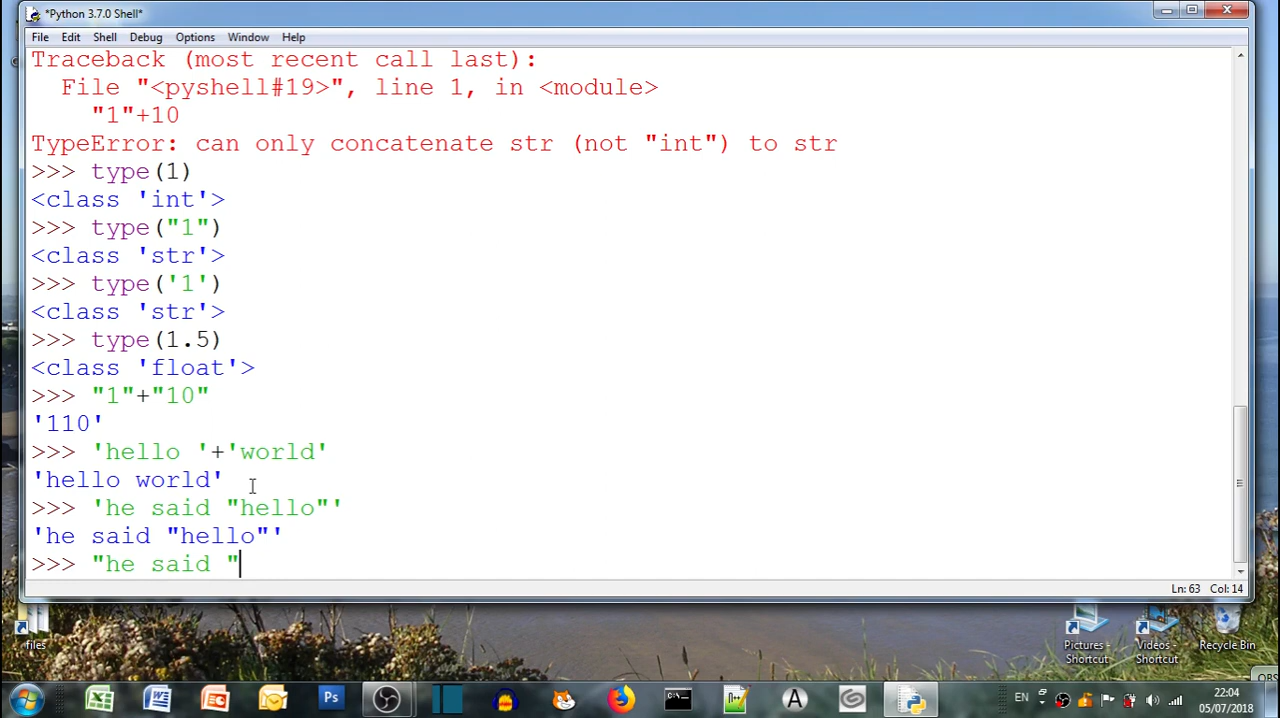 *Python 3.7.0 Shell*
File Edit Shell Debug Options Window Help
Traceback (most recent call last):
  File "<pyshell#19>", line 1, in <module>
    "1"+10
TypeError: can only concatenate str (not "int") to str
>>> type(1)
<class 'int'>
>>> type("1")
<class 'str'>
>>> type('1')
<class 'str'>
>>> type(1.5)
<class 'float'>
>>> "1"+"10"
'110'
>>> 'hello '+'world'
'hello world'
>>> 'he said "hello"'
'he said "hello"'
>>> "he said "
Ln: 63 Col: 14
files
Pictures - Shortcut
Videos - Shortcut
Recycle Bin
OBS
Ps
EN
22:04
05/07/2018